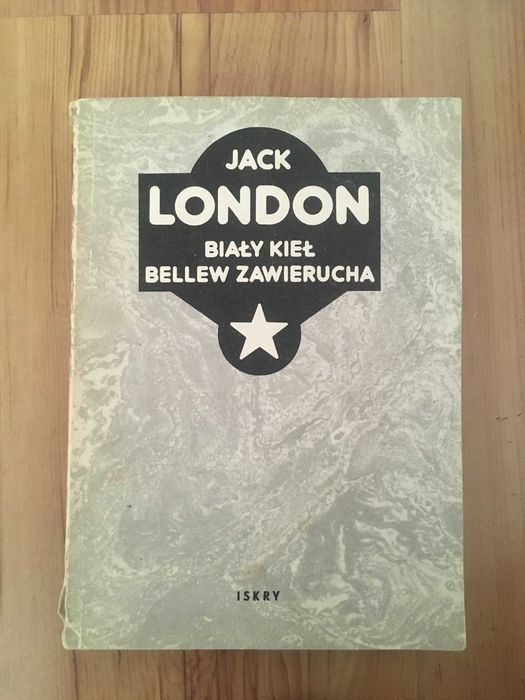 JACK
LONDON
BIAŁY KIEŁ
BELLEW ZAWIERUCHA
ISKRY